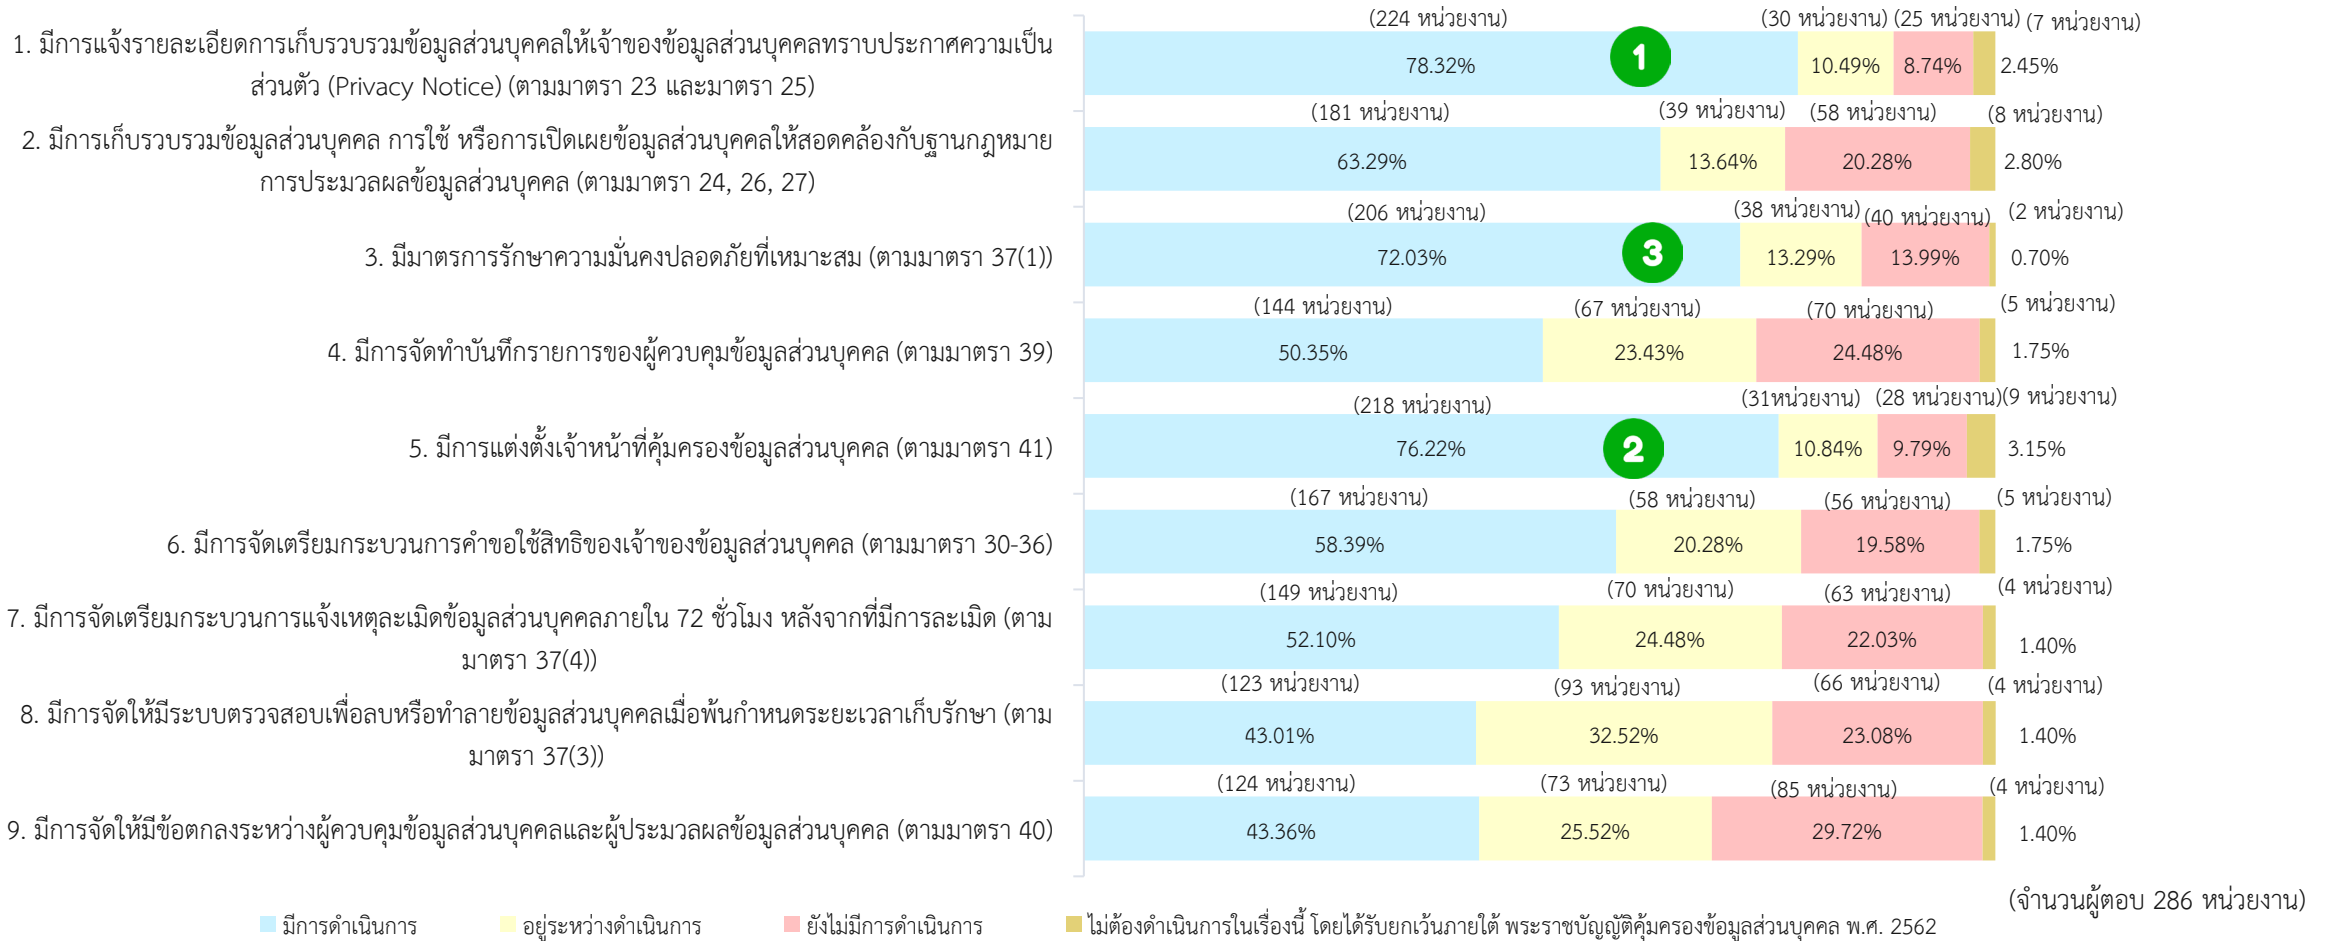 (224 หน่วยงาน) (30 หน่วยงาน) (25 หน่วยงาน) (7 หน่วยงาน)
1. มีการแจ้งรายละเอียดการเก็บรวบรวมข้อมูลส่วนบุคคลให้เจ้าของข้อมูลส่วนบุคคลทราบประกาศความเป็น
ส่วนตัว (Privacy Notice) (ตามมาตรา 23 และมาตรา 25)
78.32% 1 10.49% 8.74% 2.45%
(181 หน่วยงาน) (39 หน่วยงาน) (58 หน่วยงาน) (8 หน่วยงาน)
2. มีการเก็บรวบรวมข้อมูลส่วนบุคคล การใช้ หรือการเปิดเผยข้อมูลส่วนบุคคลให้สอดคล้องกับฐานกฎหมาย
การประมวลผลข้อมูลส่วนบุคคล (ตามมาตรา 24, 26, 27)
63.29% 13.64% 20.28% 2.80%
(206 หน่วยงาน) (38 หน่วยงาน) (40 หน่วยงาน) (2 หน่วยงาน)
3. มีมาตรการรักษาความมั่นคงปลอดภัยที่เหมาะสม (ตามมาตรา 37(1))
72.03% 3 13.29% 13.99% 0.70%
(144 หน่วยงาน) (67 หน่วยงาน) (70 หน่วยงาน) (5 หน่วยงาน)
4. มีการจัดทำบันทึกรายการของผู้ควบคุมข้อมูลส่วนบุคคล (ตามมาตรา 39)
50.35% 23.43% 24.48% 1.75%
(218 หน่วยงาน) (31หน่วยงาน) (28 หน่วยงาน)(9 หน่วยงาน)
5. มีการแต่งตั้งเจ้าหน้าที่คุ้มครองข้อมูลส่วนบุคคล (ตามมาตรา 41)
76.22% 2 10.84% 9.79% 3.15%
(167 หน่วยงาน) (58 หน่วยงาน) (56 หน่วยงาน) (5 หน่วยงาน)
6. มีการจัดเตรียมกระบวนการคำขอใช้สิทธิของเจ้าของข้อมูลส่วนบุคคล (ตามมาตรา 30-36)
58.39% 20.28% 19.58% 1.75%
(149 หน่วยงาน) (70 หน่วยงาน) (63 หน่วยงาน) (4 หน่วยงาน)
7. มีการจัดเตรียมกระบวนการแจ้งเหตุละเมิดข้อมูลส่วนบุคคลภายใน 72 ชั่วโมง หลังจากที่มีการละเมิด (ตาม
มาตรา 37(4))
52.10% 24.48% 22.03% 1.40%
(123 หน่วยงาน) (93 หน่วยงาน) (66 หน่วยงาน) (4 หน่วยงาน)
8. มีการจัดให้มีระบบตรวจสอบเพื่อลบหรือทำลายข้อมูลส่วนบุคคลเมื่อพ้นกำหนดระยะเวลาเก็บรักษา (ตาม
มาตรา 37(3))
43.01% 32.52% 23.08% 1.40%
(124 หน่วยงาน) (73 หน่วยงาน) (85 หน่วยงาน) (4 หน่วยงาน)
9. มีการจัดให้มีข้อตกลงระหว่างผู้ควบคุมข้อมูลส่วนบุคคลและผู้ประมวลผลข้อมูลส่วนบุคคล (ตามมาตรา 40)
43.36% 25.52% 29.72% 1.40%
(จำนวนผู้ตอบ 286 หน่วยงาน)
มีการดำเนินการ อยู่ระหว่างดำเนินการ ยังไม่มีการดำเนินการ ไม่ต้องดำเนินการในเรื่องนี้ โดยได้รับยกเว้นภายใต้ พระราชบัญญัติคุ้มครองข้อมูลส่วนบุคคล พ.ศ. 2562